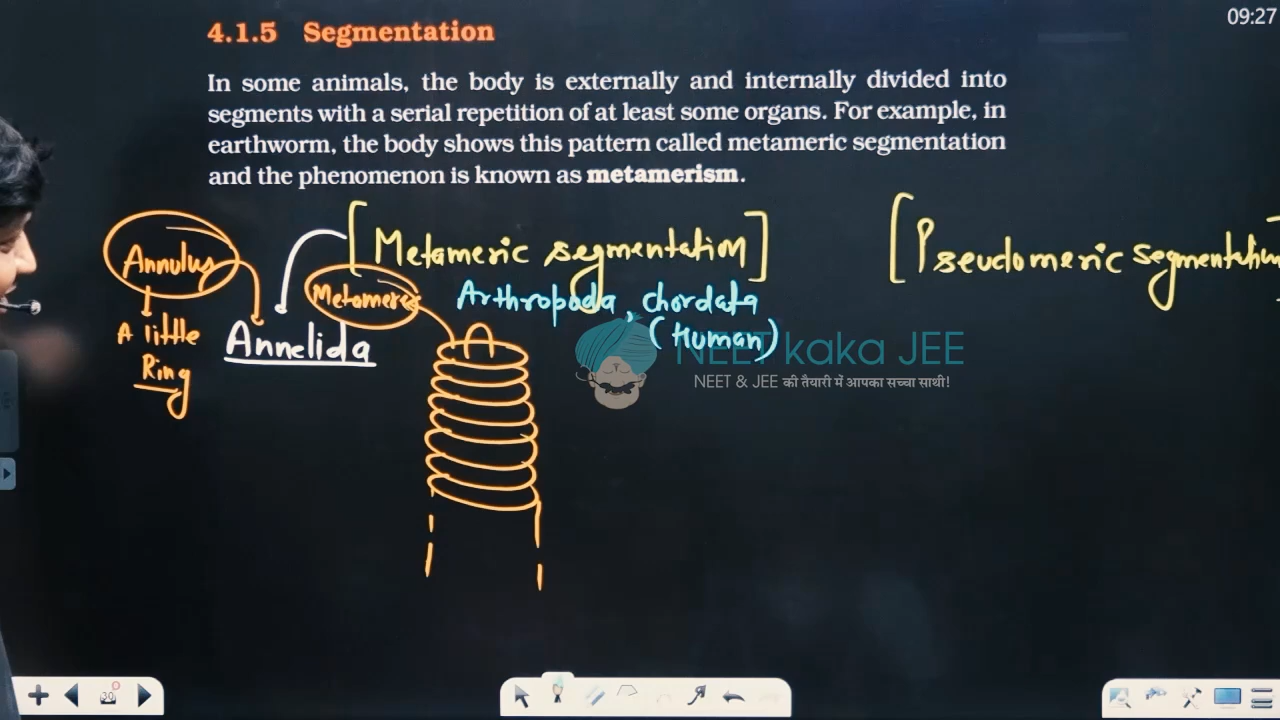 09:27
4.1.5 Segmentation
In some animals, the body is externally and internally divided into
segments with a serial repetition of at least some organs. For example, in
earthworm, the body shows this pattern called metameric segmentation
and the phenomenon is known as metamerism.
[Metameric segmentation]
[Pseudomeric segmentation
Annulus
Metameres
Arthropoda, chordata
(Human)
A little
Ring
Annelida
NEET kaka JEE
NEET & JEE की तैयारी में आपका सच्चा साथी!
39